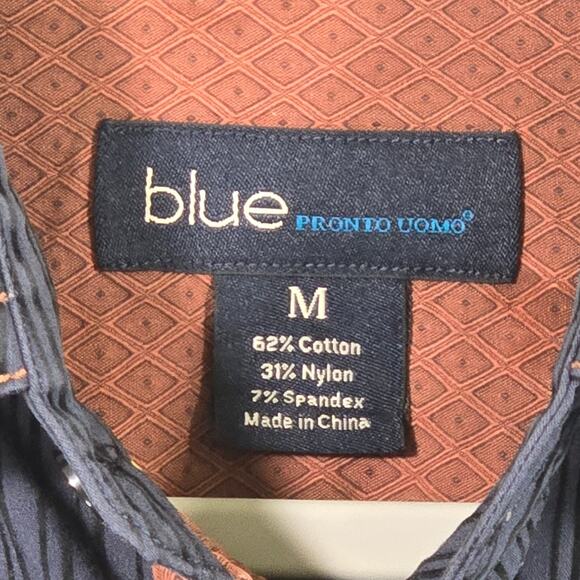 blue PRONTO UOMO®
M
62% Cotton
31% Nylon
7% Spandex
Made in China